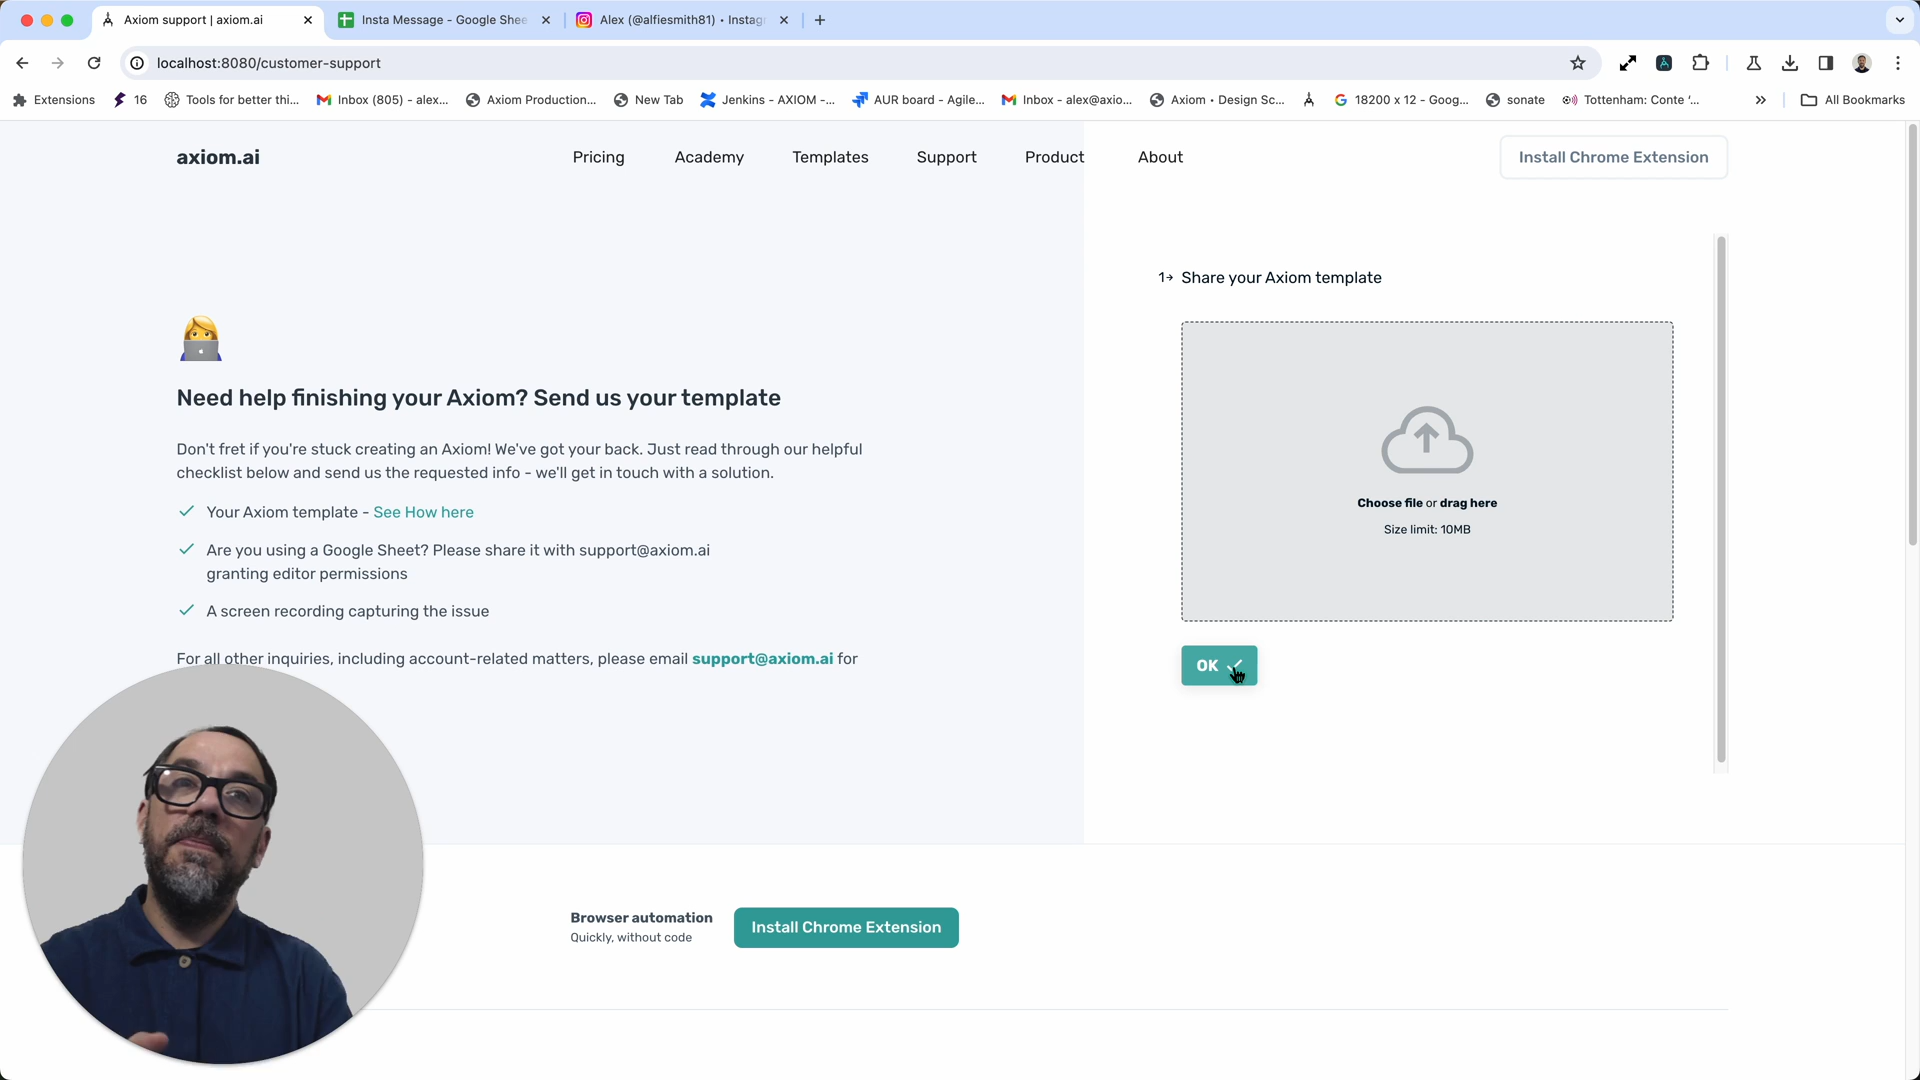 Axiom support | axiom.ai
Insta Message - Google Shee
Alex (@alfiesmith81) • Instag
localhost:8080/customer-support
Extensions
16
Tools for better thi...
Inbox (805) - alex...
Axiom Production...
New Tab
Jenkins - AXIOM -...
AUR board - Agile...
Inbox - alex@axio...
Axiom • Design Sc...
18200 x 12 - Goog...
sonate
Tottenham: Conte ‘...
All Bookmarks
axiom.ai
Pricing
Academy
Templates
Support
Product
About
Install Chrome Extension
Need help finishing your Axiom? Send us your template
Don't fret if you're stuck creating an Axiom! We've got your back. Just read through our helpful
checklist below and send us the requested info - we'll get in touch with a solution.
Your Axiom template - See How here
Are you using a Google Sheet? Please share it with support@axiom.ai
granting editor permissions
A screen recording capturing the issue
For all other inquiries, including account-related matters, please email support@axiom.ai for
1→ Share your Axiom template
Choose file or drag here
Size limit: 10MB
OK
Browser automation
Quickly, without code
Install Chrome Extension